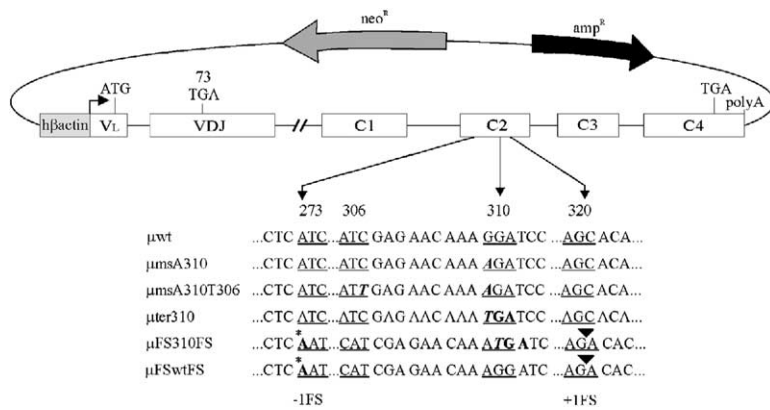 neoR ampR
73
ATG TGA TGA
polyA
hβactin VL VDJ C1 C2 C3 C4
273 306 310 320
μwt ...CTC ATC...ATC GAG AAC AAA GGA TCC ... AGC ACA...
μmsA310 ...CTC ATC...ATC GAG AAC AAA AGA TCC ... AGC ACA...
μmsA310T306 ...CTC ATC...ATT GAG AAC AAA AGA TCC ... AGC ACA...
μter310 ...CTC ATC...ATC GAG AAC AAA TGA TCC ... AGC ACA...
μFS310FS ...CTC *AAT ...CAT CGA GAA CAA ATG ATC ... AGA CAC...
μFSwtFS ...CTC *AAT ...CAT CGA GAA CAA AGG ATC ... AGA CAC...
-1FS +1FS